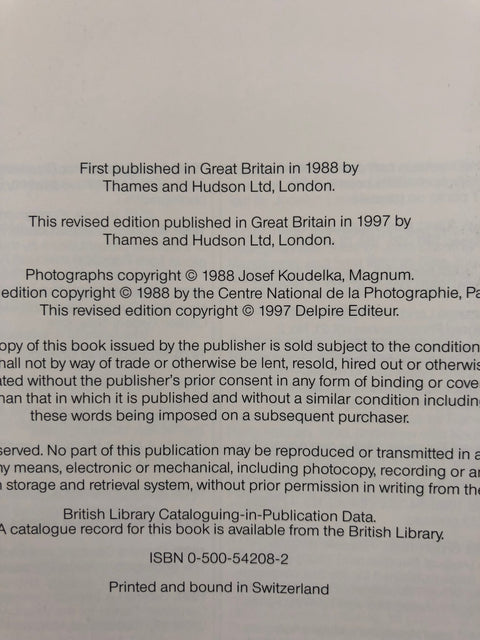 First published in Great Britain in 1988 by
Thames and Hudson Ltd, London.
This revised edition published in Great Britain in 1997 by
Thames and Hudson Ltd, London.
Photographs copyright © 1988 Josef Koudelka, Magnum.
edition copyright © 1988 by the Centre National de la Photographie, Pa
This revised edition copyright © 1997 Delpire Editeur.
opy of this book issued by the publisher is sold subject to the condition
hall not by way of trade or otherwise be lent, resold, hired out or otherwis
ated without the publisher's prior consent in any form of binding or cove
han that in which it is published and without a similar condition including
these words being imposed on a subsequent purchaser.
served. No part of this publication may be reproduced or transmitted in a
ny means, electronic or mechanical, including photocopy, recording or an
n storage and retrieval system, without prior permission in writing from the
British Library Cataloguing-in-Publication Data.
A catalogue record for this book is available from the British Library.
ISBN 0-500-54208-2
Printed and bound in Switzerland